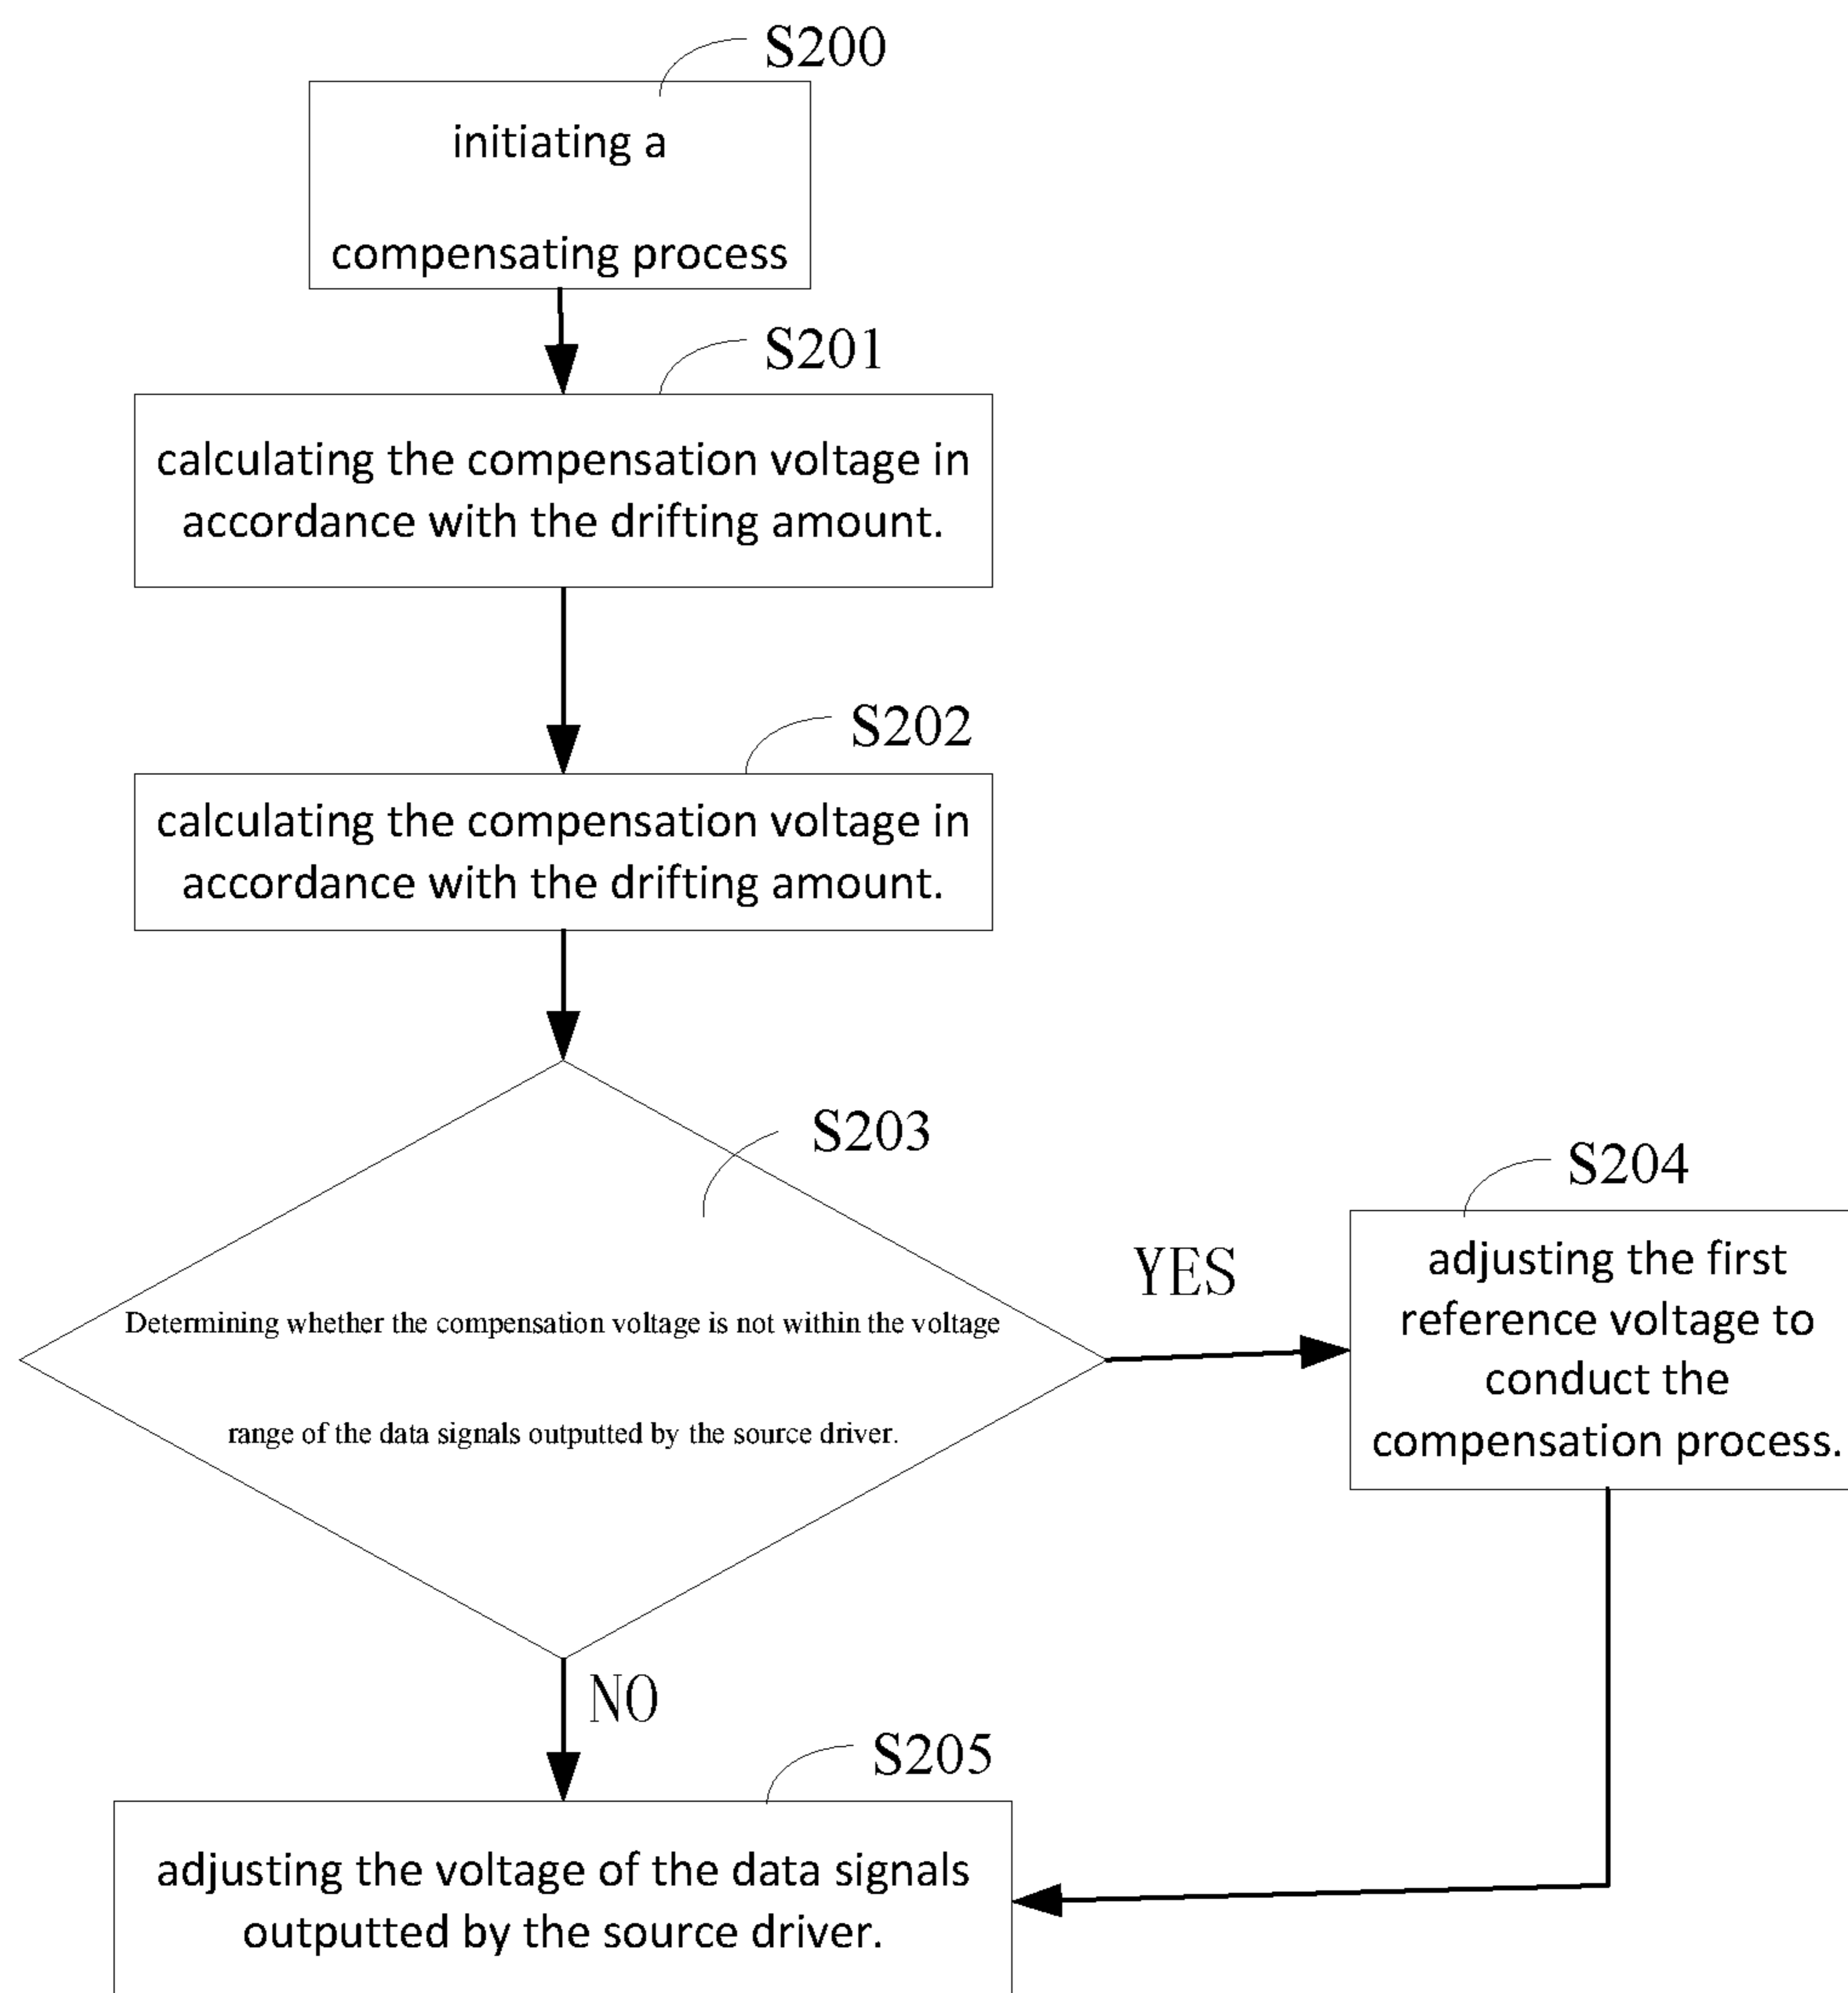 S200
initiating a
compensating process
S201
calculating the compensation voltage in
accordance with the drifting amount.
S202
calculating the compensation voltage in
accordance with the drifting amount.
S203
Determining whether the compensation voltage is not within the voltage
range of the data signals outputted by the source driver.
YES
S204
adjusting the first
reference voltage to
conduct the
compensation process.
NO
S205
adjusting the voltage of the data signals
outputted by the source driver.